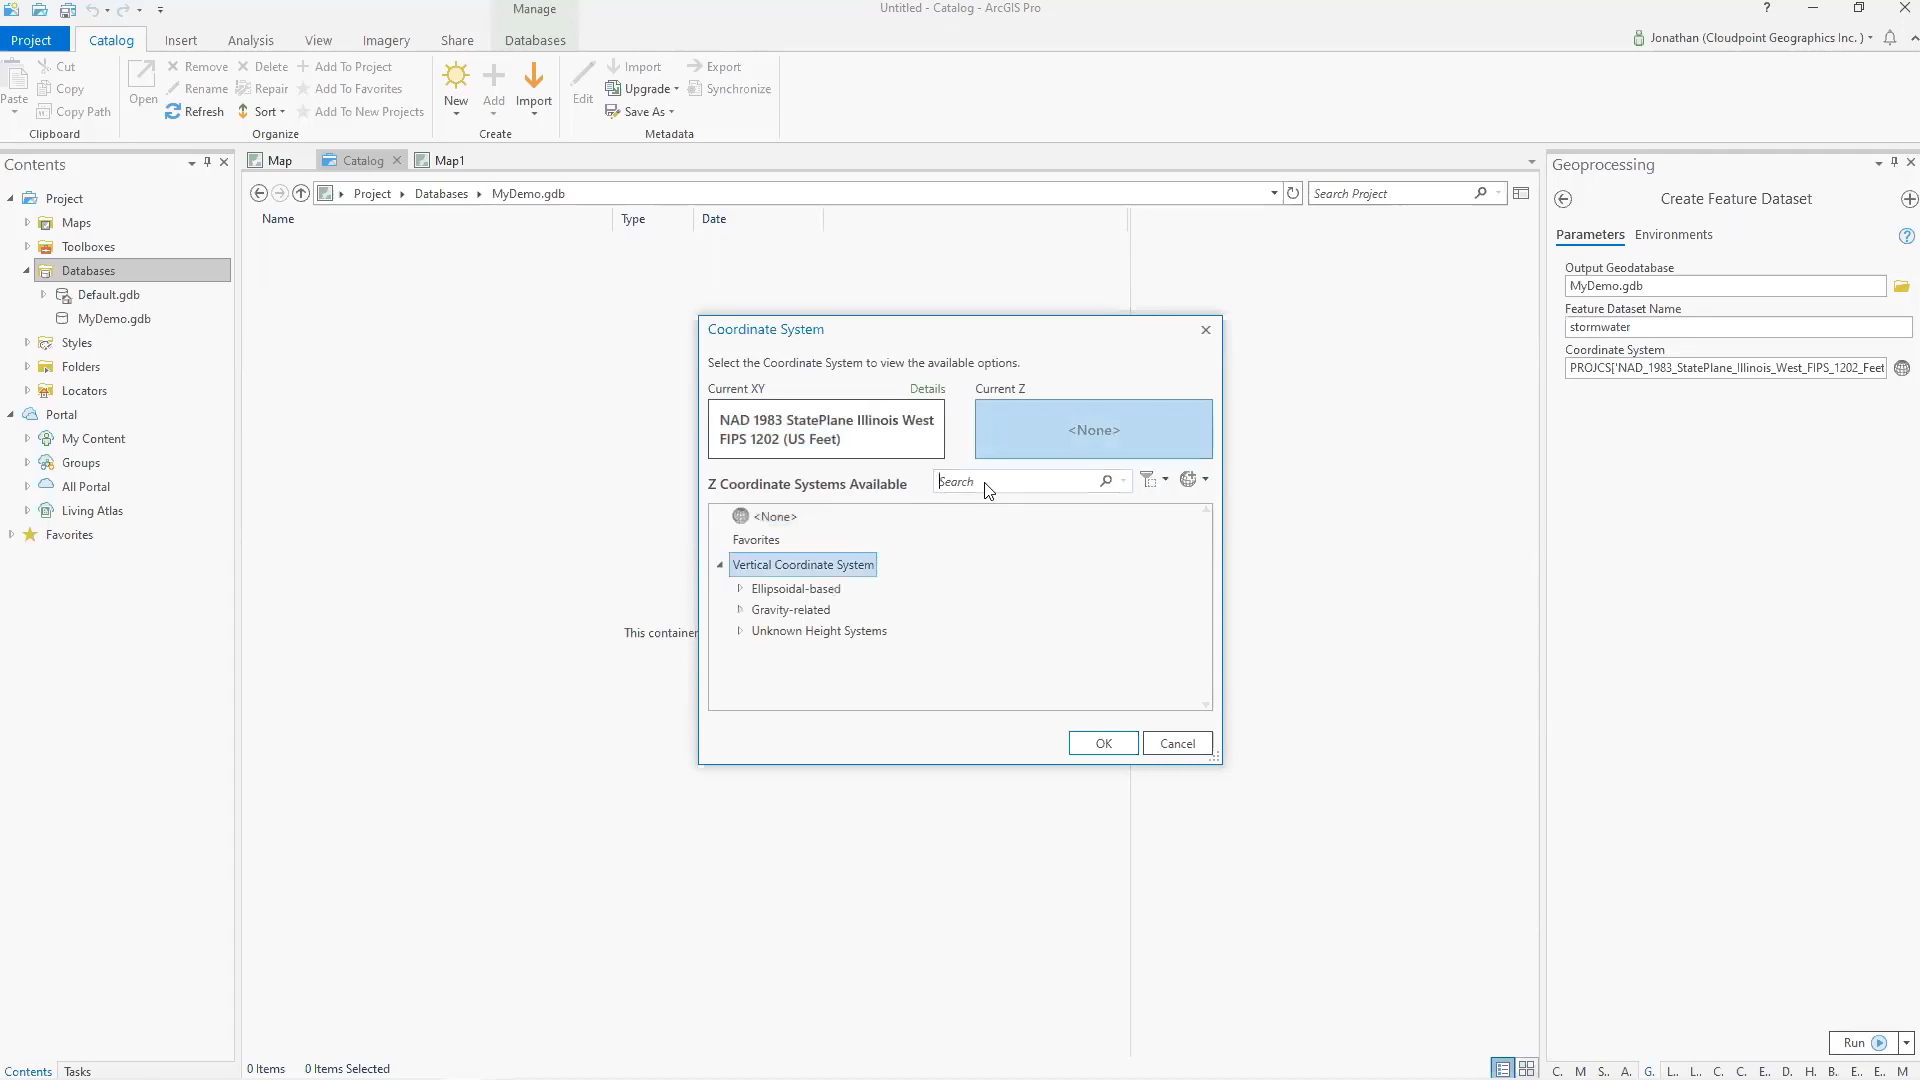 Manage
Untitled - Catalog - ArcGIS Pro
?
Project
Catalog
Insert
Analysis
View
Imagery
Share
Databases
Jonathan (Cloudpoint Geographics Inc. )
Paste
Cut
Copy
Copy Path
Clipboard
Open
Remove
Delete
Add To Project
Rename
Repair
Add To Favorites
Refresh
Sort
Add To New Projects
Organize
New
Add
Import
Create
Edit
Import
Export
Upgrade
Synchronize
Save As
Metadata
Contents
Project
Maps
Toolboxes
Databases
Default.gdb
MyDemo.gdb
Styles
Folders
Locators
Portal
My Content
Groups
All Portal
Living Atlas
Favorites
Map
Catalog
Map1
Project
Databases
MyDemo.gdb
Search Project
Name
Type
Date
This container
Coordinate System
Select the Coordinate System to view the available options.
Current XY
Details
Current Z
NAD 1983 StatePlane Illinois West
FIPS 1202 (US Feet)
<None>
Z Coordinate Systems Available
Search
<None>
Favorites
Vertical Coordinate System
Ellipsoidal-based
Gravity-related
Unknown Height Systems
OK
Cancel
Geoprocessing
Create Feature Dataset
Parameters
Environments
?
Output Geodatabase
MyDemo.gdb
Feature Dataset Name
stormwater
Coordinate System
PROJCS['NAD_1983_StatePlane_Illinois_West_FIPS_1202_Feet
Run
Contents
Tasks
0 Items
0 Items Selected
C. M S.. A. G. L.. L.. C. C. E.. D. H. B. E.. E.. M